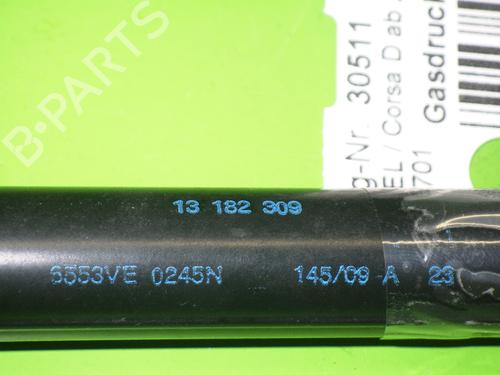 B-PARTS
g-Nr. 30511
EL / Corsa D ab
701 Gasdruck
13 182 309
6553VE 0245N 145/09 A 23